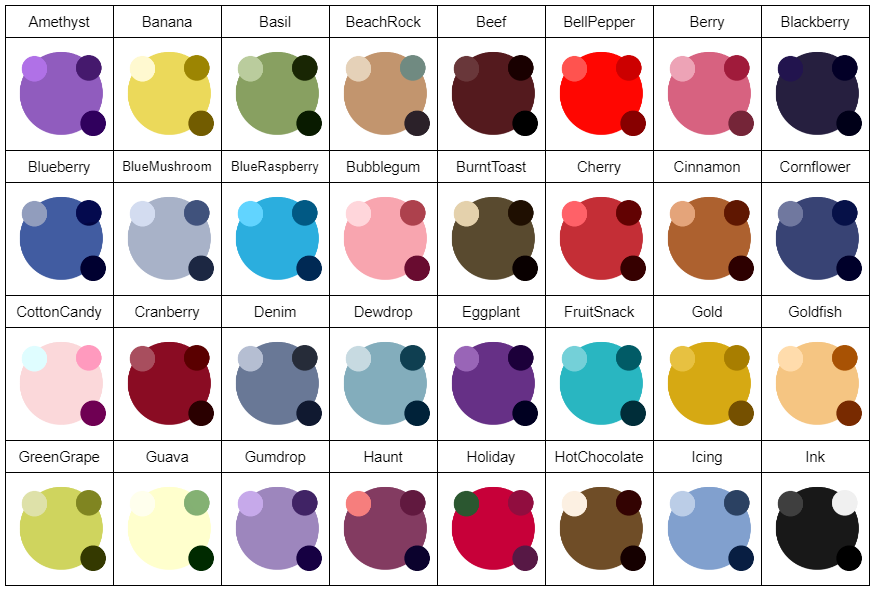 Amethyst Banana Basil BeachRock Beef BellPepper Berry Blackberry
Blueberry BlueMushroom BlueRaspberry Bubblegum BurntToast Cherry Cinnamon Cornflower
CottonCandy Cranberry Denim Dewdrop Eggplant FruitSnack Gold Goldfish
GreenGrape Guava Gumdrop Haunt Holiday HotChocolate Icing Ink